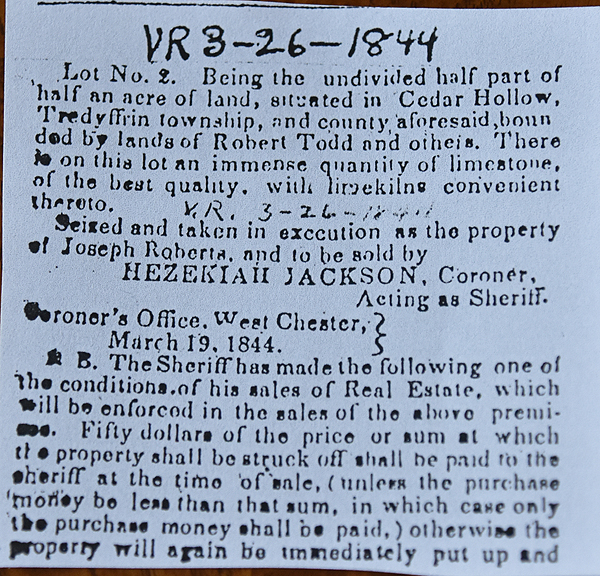 VR 3-26-1844
Lot No. 2. Being the undivided half part of
half an acre of land, situated in Cedar Hollow,
Tredyffrin township, and county aforesaid, boun
ded by lands of Robert Todd and others. There
is on this lot an immense quantity of limestone,
of the best quality, with limekilns convenient
thereto. V.R. 3-26-1844
Seized and taken in execution as the property
of Joseph Roberts, and to be sold by
HEZEKIAH JACKSON, Coroner,
Acting as Sheriff.
Coroner's Office, West Chester,
March 19, 1844.
N B. The Sheriff has made the following one of
the conditions of his sales of Real Estate, which
will be enforced in the sales of the above premi-
ses. Fifty dollars of the price or sum at which
the property shall be struck off shall be paid to the
sheriff at the time of sale, (unless the purchase
money be less than that sum, in which case only
the purchase money shall be paid,) otherwise the
property will again be immediately put up and